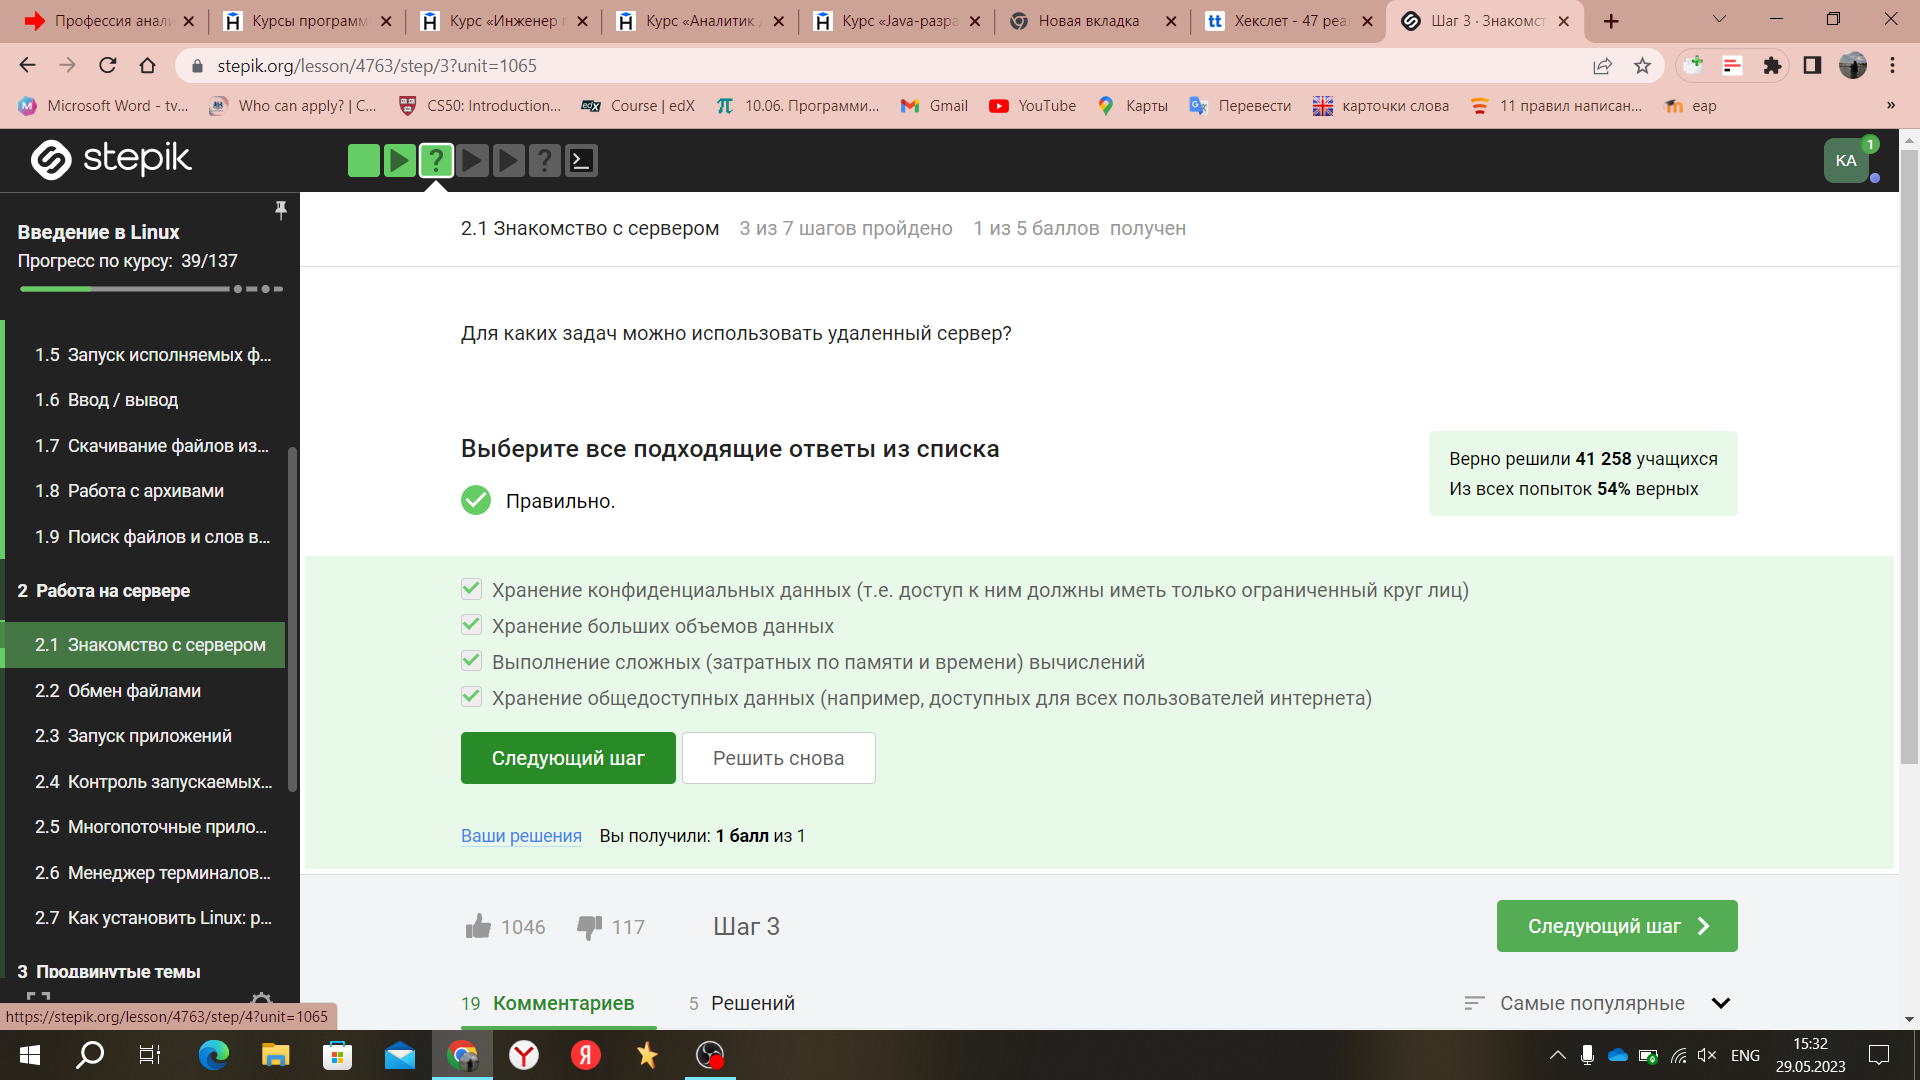 Профессия анали
Курсы программ
Курс «Инженер п
Курс «Аналитик д
Курс «Java-разра
Новая вкладка
Хекслет - 47 реал
Шаг 3 · Знакомст
stepik.org/lesson/4763/step/3?unit=1065
Microsoft Word - tv...
Who can apply? | C...
CS50: Introduction...
edX
Course | edX
10.06. Программи...
Gmail
YouTube
Карты
Перевести
карточки слова
11 правил написан...
eap
»
stepik
KA
1
Введение в Linux
Прогресс по курсу: 39/137
1.5 Запуск исполняемых ф...
1.6 Ввод / вывод
1.7 Скачивание файлов из...
1.8 Работа с архивами
1.9 Поиск файлов и слов в...
2 Работа на сервере
2.1 Знакомство с сервером
2.2 Обмен файлами
2.3 Запуск приложений
2.4 Контроль запускаемых...
2.5 Многопоточные прило...
2.6 Менеджер терминалов...
2.7 Как установить Linux: р...
3 Продвинутые темы
2.1 Знакомство с сервером 3 из 7 шагов пройдено 1 из 5 баллов получен
Для каких задач можно использовать удаленный сервер?
Выберите все подходящие ответы из списка
Правильно.
Верно решили 41 258 учащихся
Из всех попыток 54% верных
Хранение конфиденциальных данных (т.е. доступ к ним должны иметь только ограниченный круг лиц)
Хранение больших объемов данных
Выполнение сложных (затратных по памяти и времени) вычислений
Хранение общедоступных данных (например, доступных для всех пользователей интернета)
Следующий шаг
Решить снова
Ваши решения Вы получили: 1 балл из 1
1046
117
Шаг 3
Следующий шаг
19 Комментариев
5 Решений
Самые популярные
https://stepik.org/lesson/4763/step/4?unit=1065
ENG
15:32
29.05.2023